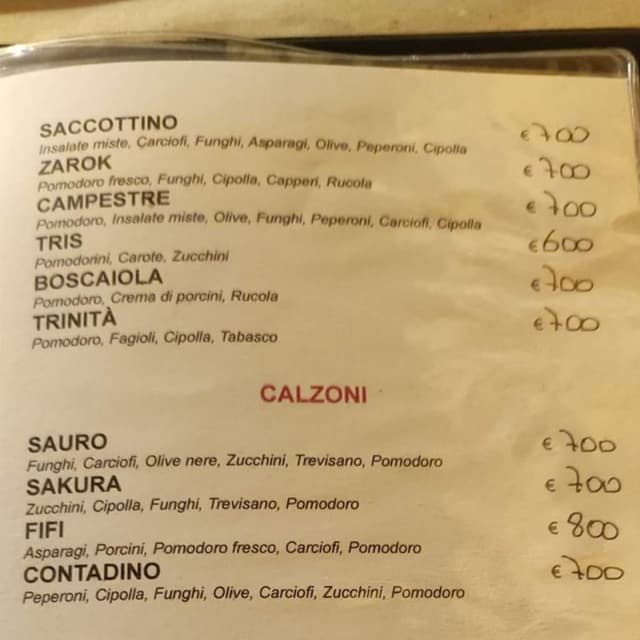 SACCOTTINO € 700
Insalate miste, Carciofi, Funghi, Asparagi, Olive, Peperoni, Cipolla
ZAROK € 700
Pomodoro fresco, Funghi, Cipolla, Capperi, Rucola
CAMPESTRE € 700
Pomodoro, Insalate miste, Olive, Funghi, Peperoni, Carciofi, Cipolla
TRIS € 600
Pomodorini, Carote, Zucchini
BOSCAIOLA € 700
Pomodoro, Crema di porcini, Rucola
TRINITÀ € 700
Pomodoro, Fagioli, Cipolla, Tabasco
CALZONI
SAURO € 700
Funghi, Carciofi, Olive nere, Zucchini, Trevisano, Pomodoro
SAKURA € 700
Zucchini, Cipolla, Funghi, Trevisano, Pomodoro
FIFI € 800
Asparagi, Porcini, Pomodoro fresco, Carciofi, Pomodoro
CONTADINO € 700
Peperoni, Cipolla, Funghi, Olive, Carciofi, Zucchini, Pomodoro